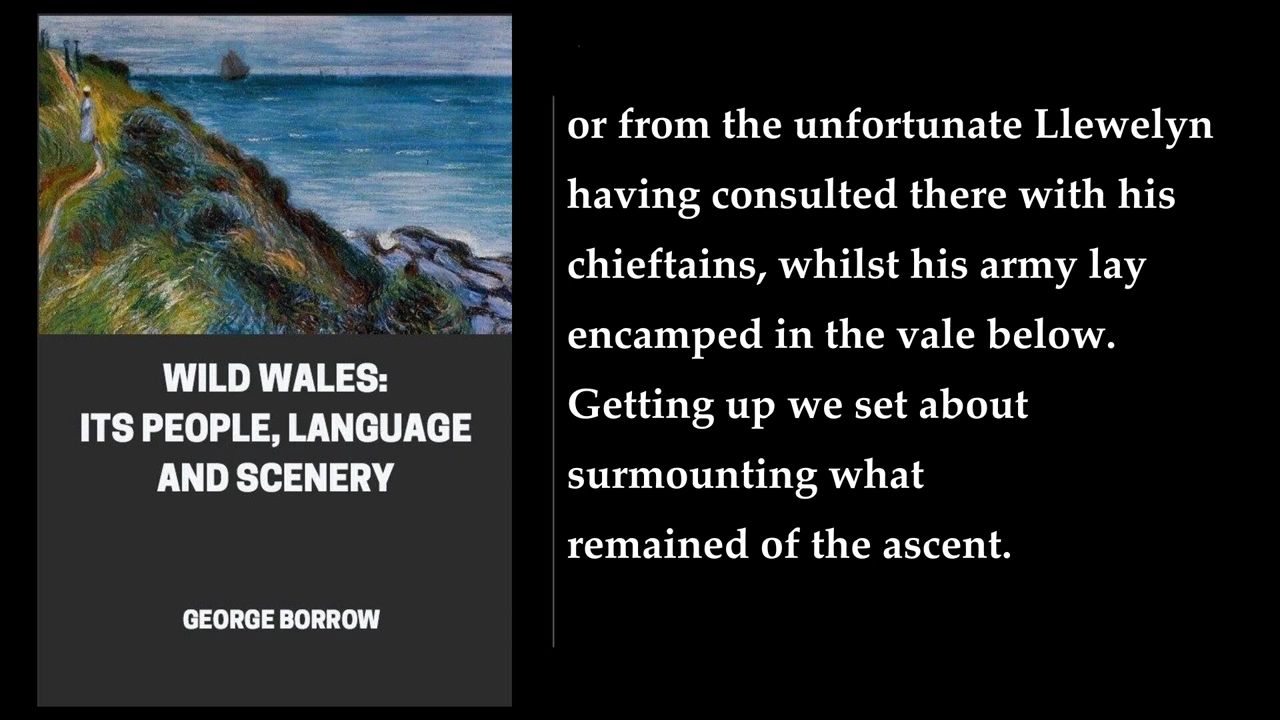 WILD WALES:
ITS PEOPLE, LANGUAGE
AND SCENERY
GEORGE BORROW
or from the unfortunate Llewelyn
having consulted there with his
chieftains, whilst his army lay
encamped in the vale below.
Getting up we set about
surmounting what
remained of the ascent.